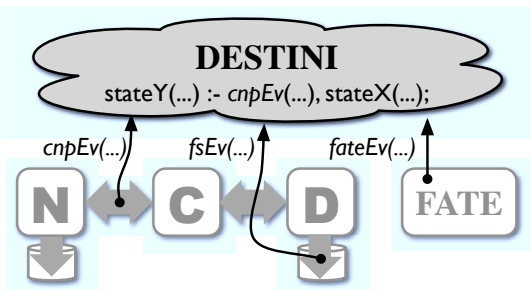 DESTINI
stateY(...) :- cnpEv(...), stateX(...);
cnpEv(...) fsEv(...) fateEv(...)
N C D FATE